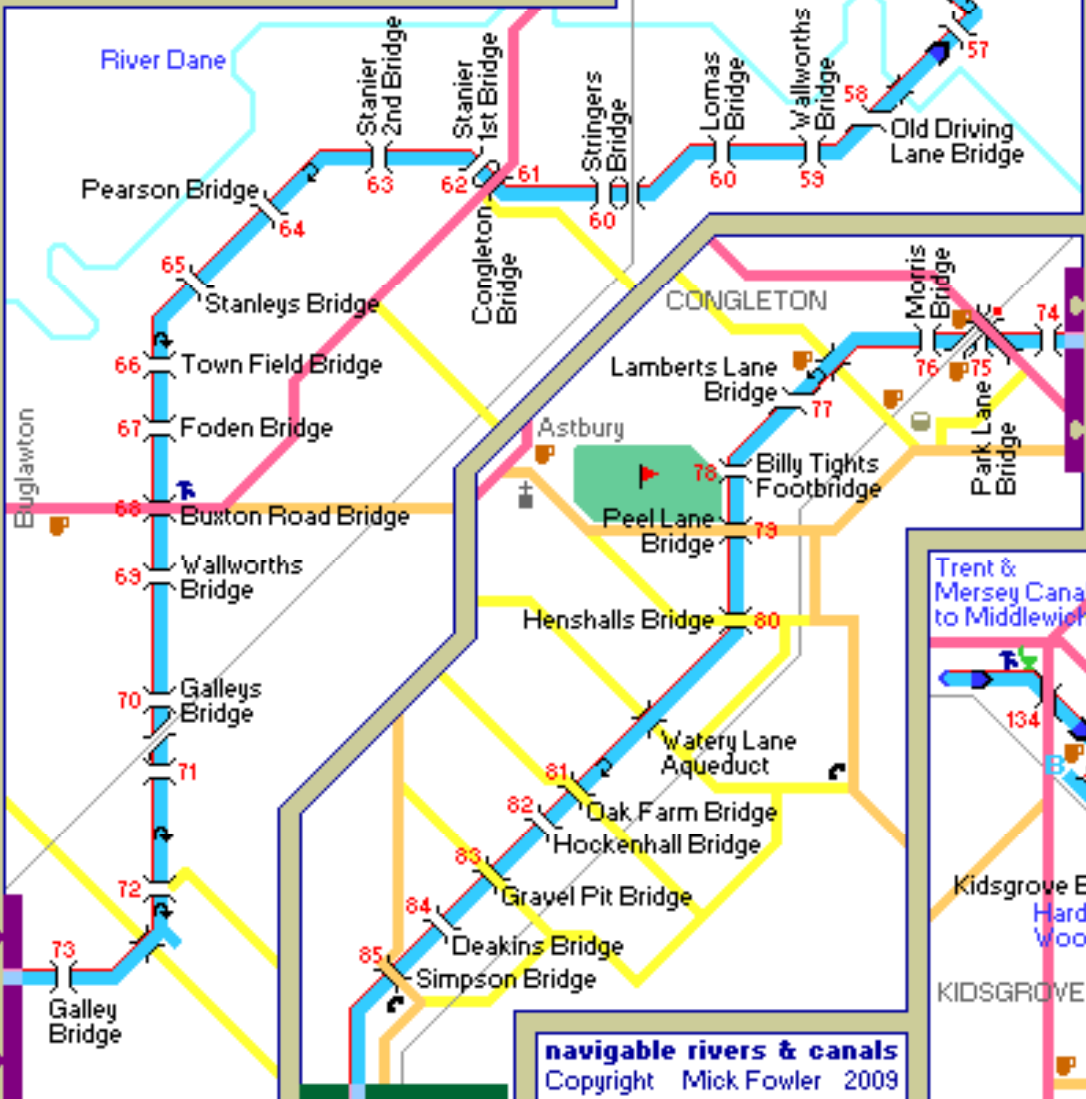 River Dane
Stanier
2nd Bridge
Stanier
1st Bridge
Stringers
Bridge
Lomas
Bridge
Wallworths
Bridge
57
58
Old Driving
Lane Bridge
59
60
60
61
62
63
Congleton
Bridge
Pearson Bridge
64
65
Stanleys Bridge
66
Town Field Bridge
67
Foden Bridge
Buglawton
68
Buxton Road Bridge
69
Wallworths
Bridge
70
Galleys
Bridge
71
72
73
Galley
Bridge
CONGLETON
Morris
Bridge
74
75
76
Park Lane
Bridge
Lamberts Lane
Bridge
77
Astbury
78
Billy Tights
Footbridge
Peel Lane
Bridge
79
Henshalls Bridge
80
Watery Lane
Aqueduct
81
Oak Farm Bridge
82
Hockenhall Bridge
83
Gravel Pit Bridge
84
Deakins Bridge
85
Simpson Bridge
Trent &
Mersey Cana
to Middlewich
134
B
Kidsgrove B
Hard
Woo
KIDSGROVE
navigable rivers & canals
Copyright Mick Fowler 2009